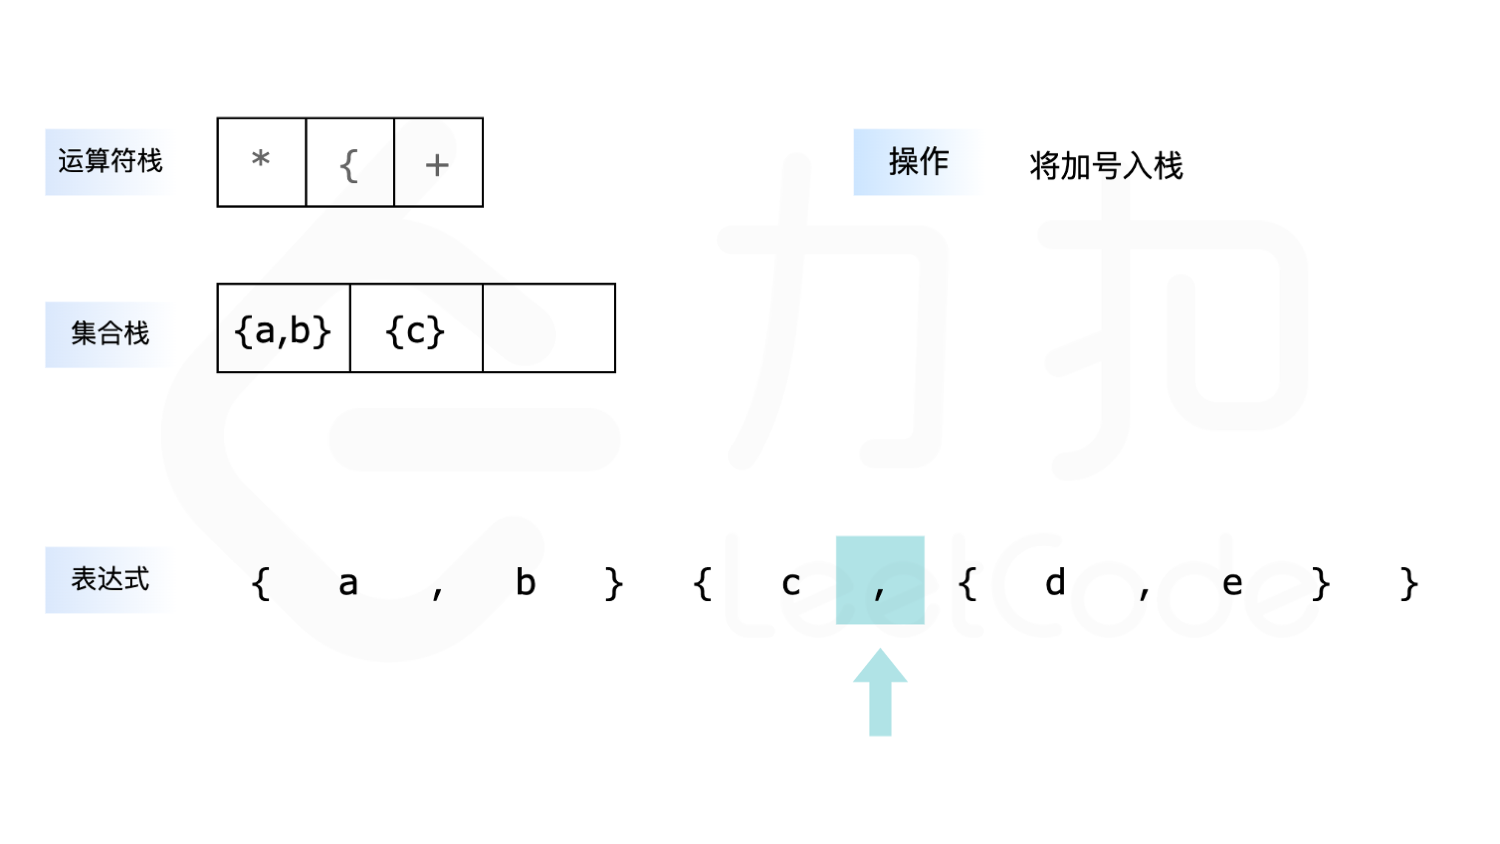 运算符栈 * { +
操作 将加号入栈
集合栈 {a,b} {c}
表达式 { a , b } { c , { d , e } }
力扣
LeetCode